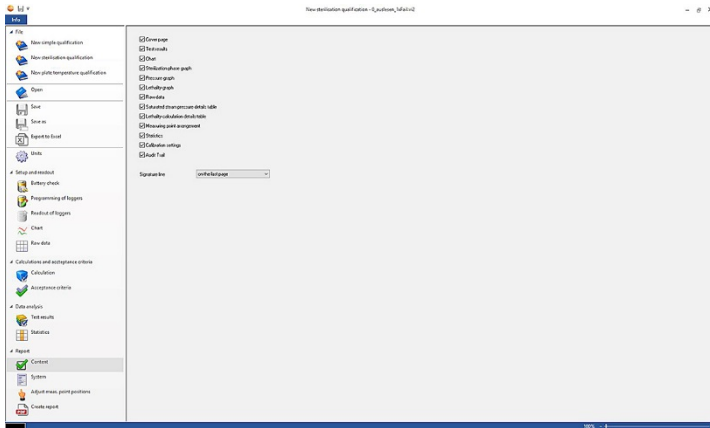 New sterilisation qualification -
Info
File
New simple qualification
New sterilisation qualification
New plate temperature qualification
Open
Save
Save as
Export to Excel
Units
Setup and readout
Battery check
Programming of loggers
Readout of loggers
Chart
Raw data
Calculations and acceptance criteria
Calculation
Acceptance criteria
Data analysis
Test results
Statistics
Report
Content
System
Adjust meas. point positions
Create report
Cover page
Test results
Chart
Sterilization phase graph
Pressure graph
Lethality graph
Raw data
Saturated steam pressure details table
Lethality calculation details table
Measuring point arrangement
Statistics
Calibration settings
Audit Trail
Signature line on the last page
100%